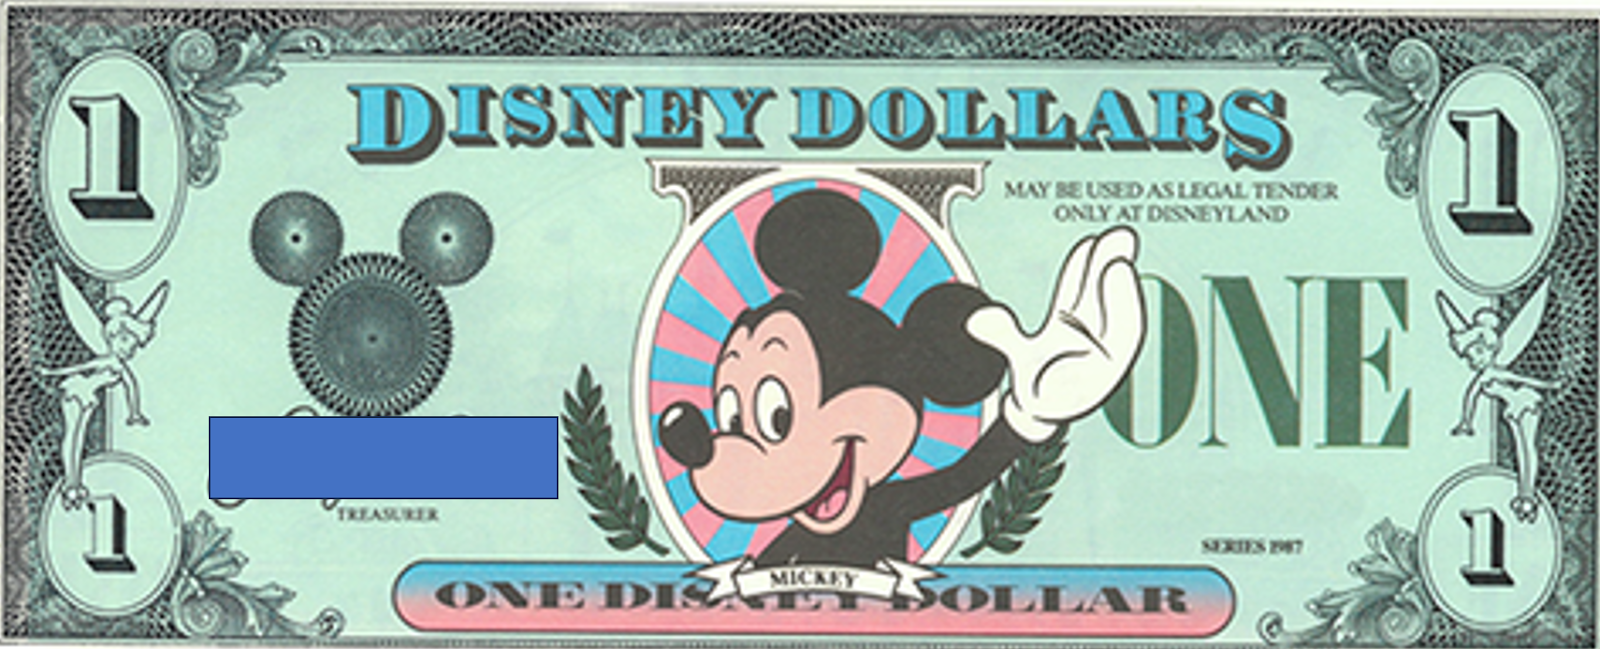 DISNEY DOLLARS
1
1
MAY BE USED AS LEGAL TENDER
ONLY AT DISNEYLAND
ONE
TREASURER
SERIES 1987
1
1
MICKEY
ONE DISNEY DOLLAR